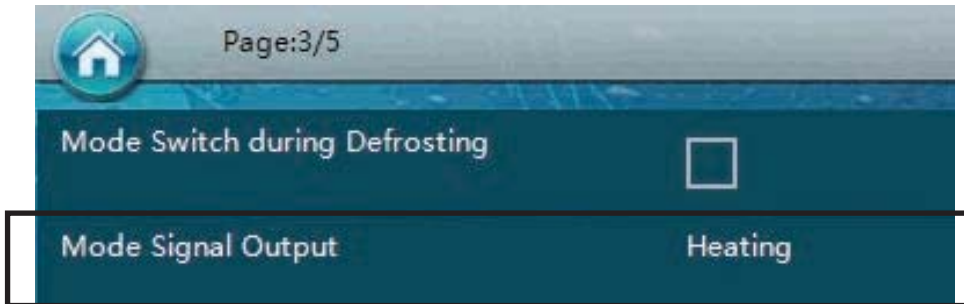 Page:3/5
Mode Switch during Defrosting
Mode Signal Output Heating